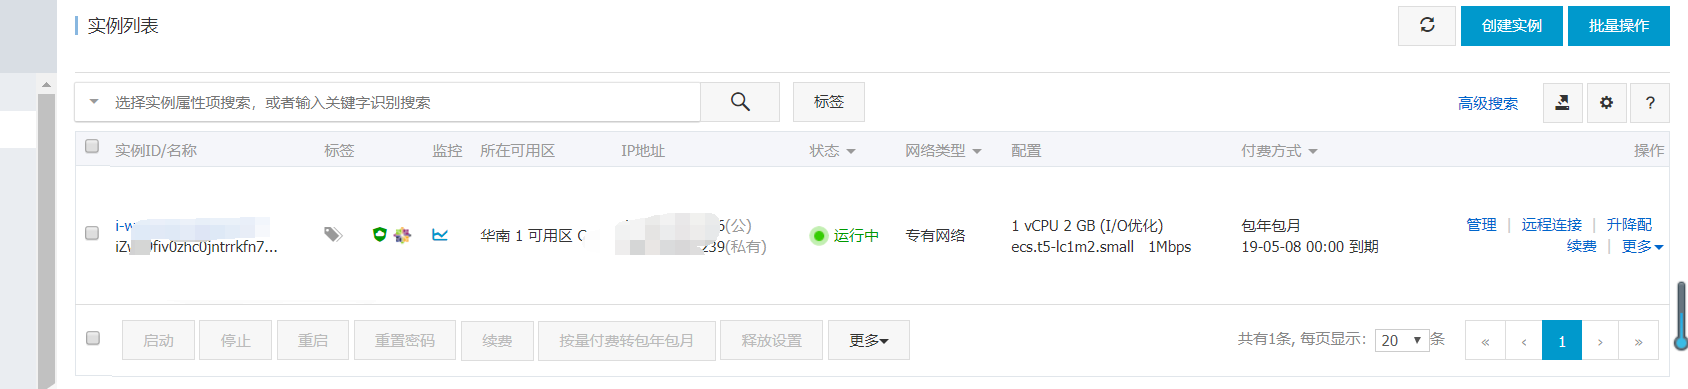 实例列表
创建实例 批量操作
选择实例属性项搜索，或者输入关键字识别搜索 标签 高级搜索 ?
实例ID/名称 标签 监控 所在可用区 IP地址 状态 网络类型 配置 付费方式 操作
(公) 1 vCPU 2 GB (I/O优化) 包年包月 管理 | 远程连接 | 升降配
华南 1 可用区 运行中 专有网络
239(私有) ecs.t5-lc1m2.small 1Mbps 19-05-08 00:00 到期 续费 | 更多
启动 停止 重启 重置密码 续费 按量付费转包年包月 释放设置 更多 共有1条, 每页显示: 20 条 « ‹ 1 › »